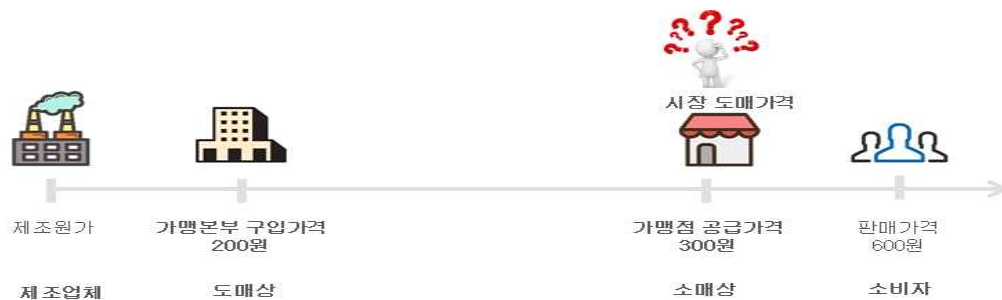 ? ? ? ? ? ? ?
시장 도매가격
제조원가
가맹본부 구입가격
200원
가맹점 공급가격
300원
판매가격
600원
제조업체
도매상
소매상
소비자